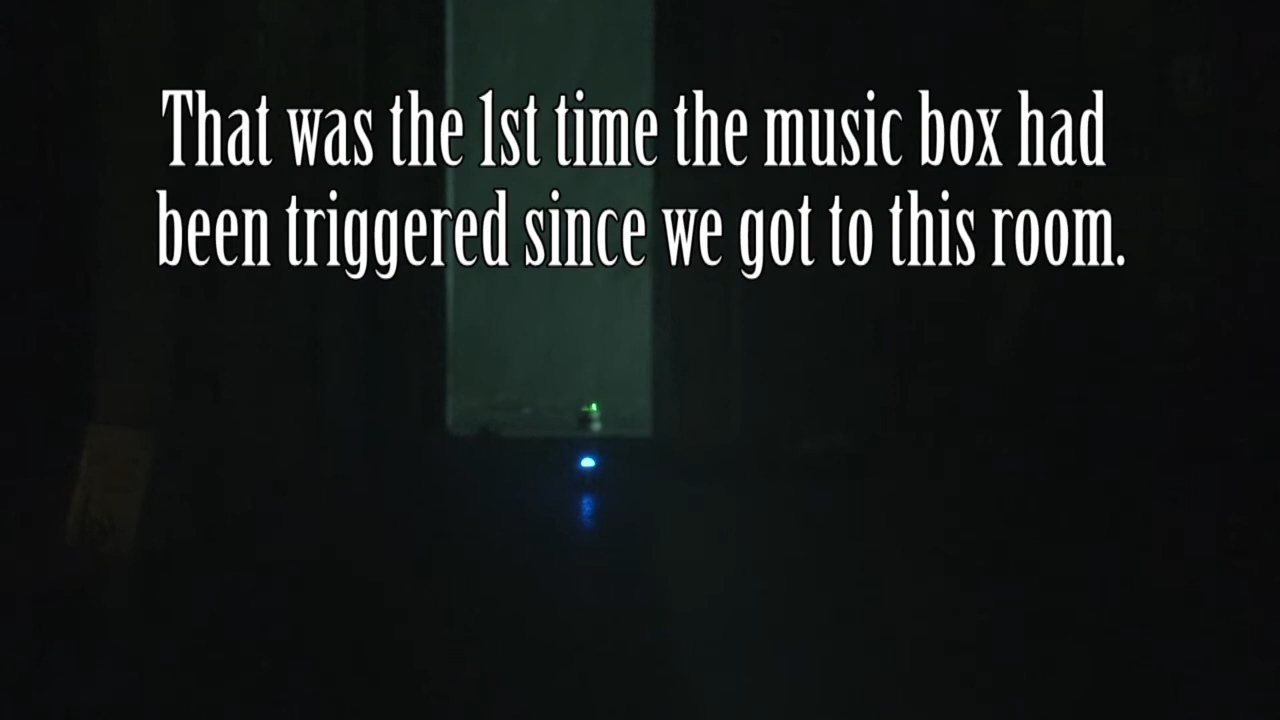 That was the 1st time the music box had
been triggered since we got to this room.